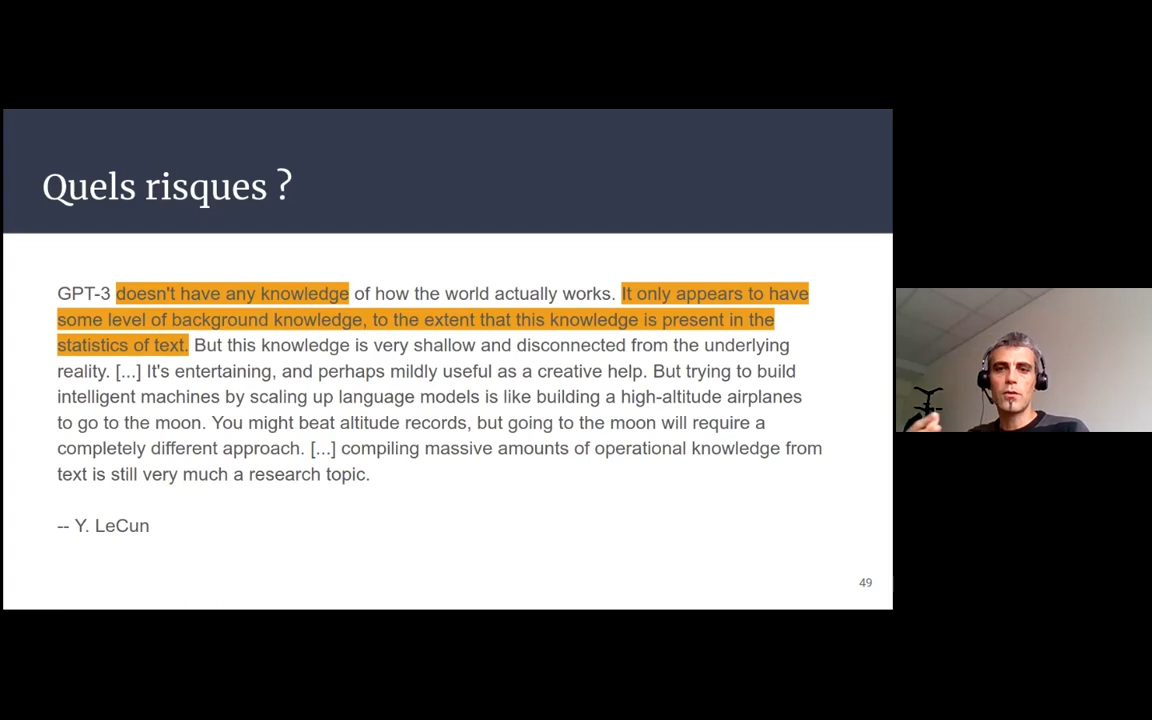 Quels risques ?
GPT-3 doesn't have any knowledge of how the world actually works. It only appears to have
some level of background knowledge, to the extent that this knowledge is present in the
statistics of text. But this knowledge is very shallow and disconnected from the underlying
reality. [...] It's entertaining, and perhaps mildly useful as a creative help. But trying to build
intelligent machines by scaling up language models is like building a high-altitude airplanes
to go to the moon. You might beat altitude records, but going to the moon will require a
completely different approach. [...] compiling massive amounts of operational knowledge from
text is still very much a research topic.
-- Y. LeCun
49